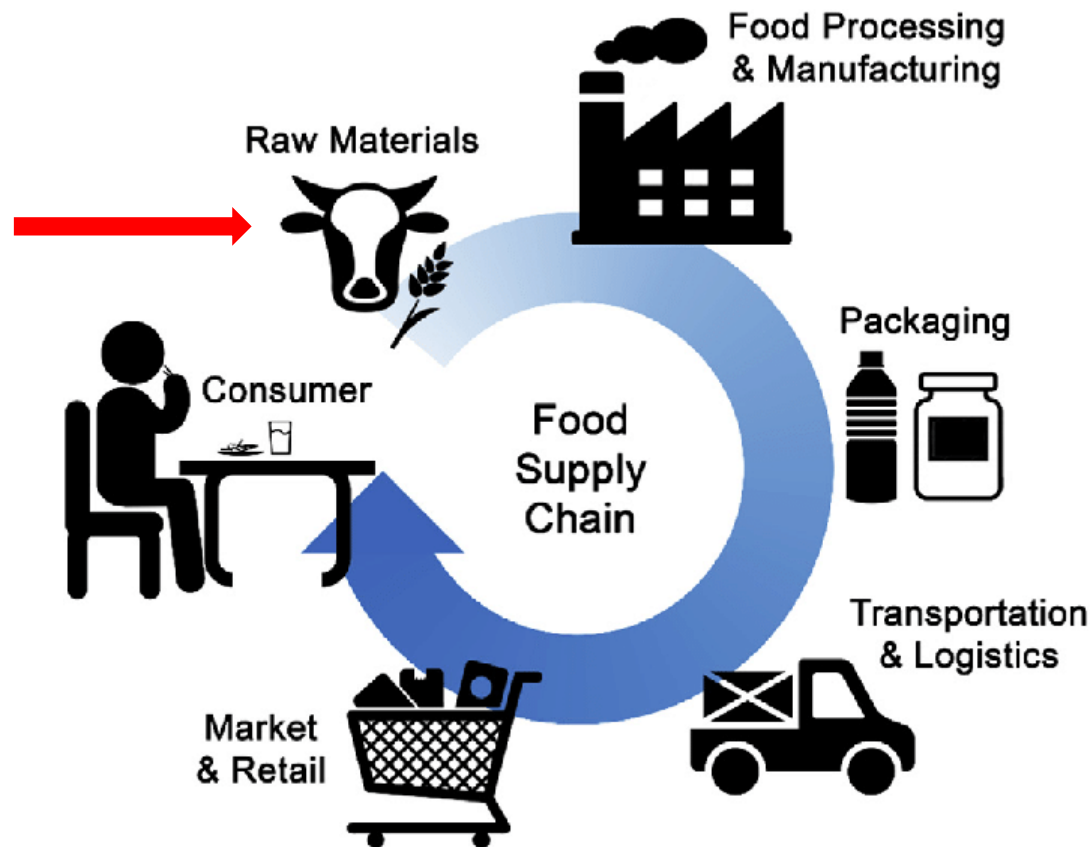 Food Processing
& Manufacturing
Raw Materials
Packaging
Consumer
Food
Supply
Chain
Transportation
& Logistics
Market
& Retail